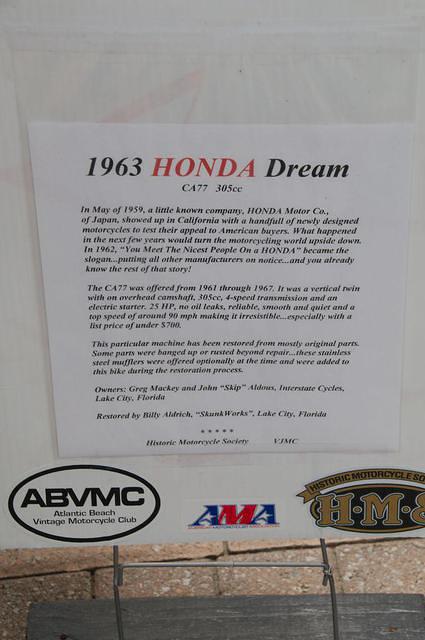 1963 HONDA Dream
CA77 305cc
In May of 1959, a little known company, HONDA Motor Co.,
of Japan, showed up in California with a handfull of newly designed
motorcycles to test their appeal to American buyers. What happened
in the next few years would turn the motorcycling world upside down.
In 1962, "You Meet The Nicest People On a HONDA" became the
slogan...putting all other manufacturers on notice...and you already
know the rest of that story!
The CA77 was offered from 1961 through 1967. It was a vertical twin
with on overhead camshaft, 305cc, 4-speed transmission and an
electric starter. 25 HP, no oil leaks, reliable, smooth and quiet and a
top speed of around 90 mph making it irresistible...especially with a
list price of under $700.
This particular machine has been restored from mostly original parts.
Some parts were banged up or rusted beyond repair...these stainless
steel mufflers were offered optionally at the time and were added to
this bike during the restoration process.
Owners: Greg Mackey and John "Skip" Aldous, Interstate Cycles,
Lake City, Florida
Restored by Billy Aldrich, "SkunkWorks", Lake City, Florida
* * * * *
Historic Motorcycle Society VJMC
ABVMC
Atlantic Beach
Vintage Motorcycle Club
AMA
AMERICAN MOTORCYCLIST ASSOCIATION
HISTORIC MOTORCYCLE SO
H·M·S